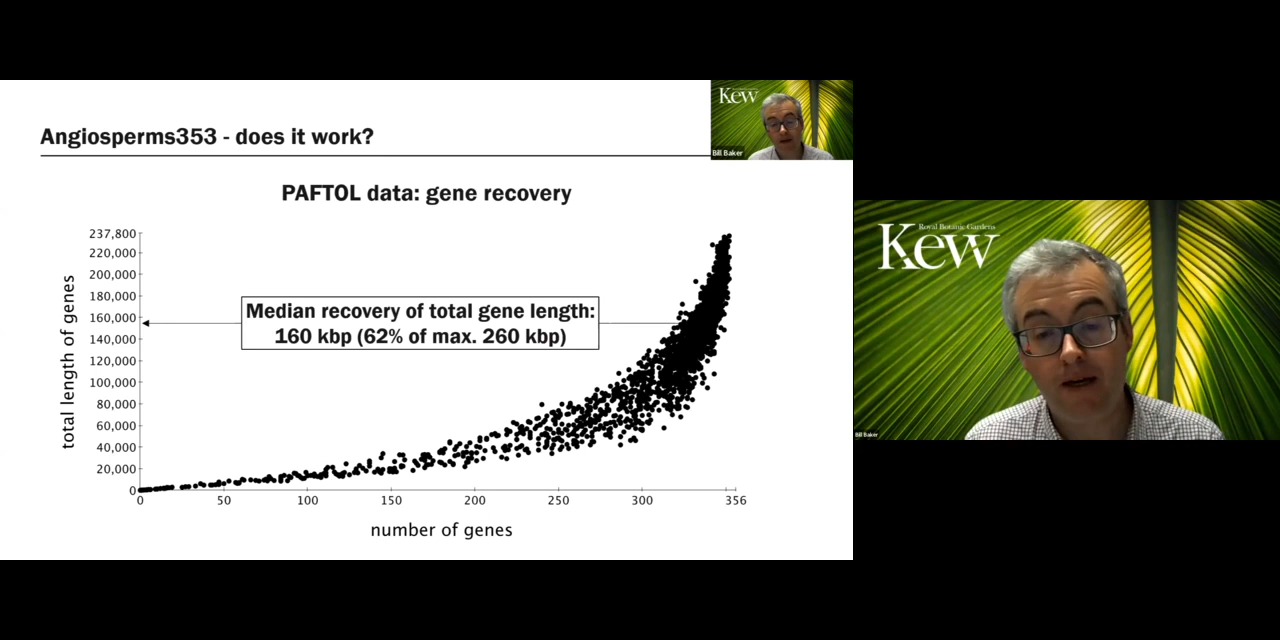 Angiosperms353 - does it work?
Kew
Bill Baker
PAFTOL data: gene recovery
total length of genes
237,800
220,000
200,000
180,000
160,000
140,000
120,000
100,000
80,000
60,000
40,000
20,000
0
Median recovery of total gene length:
160 kbp (62% of max. 260 kbp)
0 50 100 150 200 250 300 356
number of genes
Royal Botanic Gardens
Kew
Bill Baker